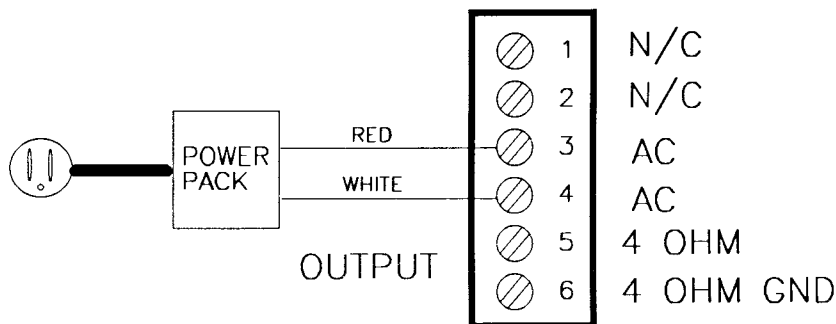 1 N/C
2 N/C
RED
3 AC
POWER
PACK
WHITE
4 AC
5 4 OHM
OUTPUT
6 4 OHM GND